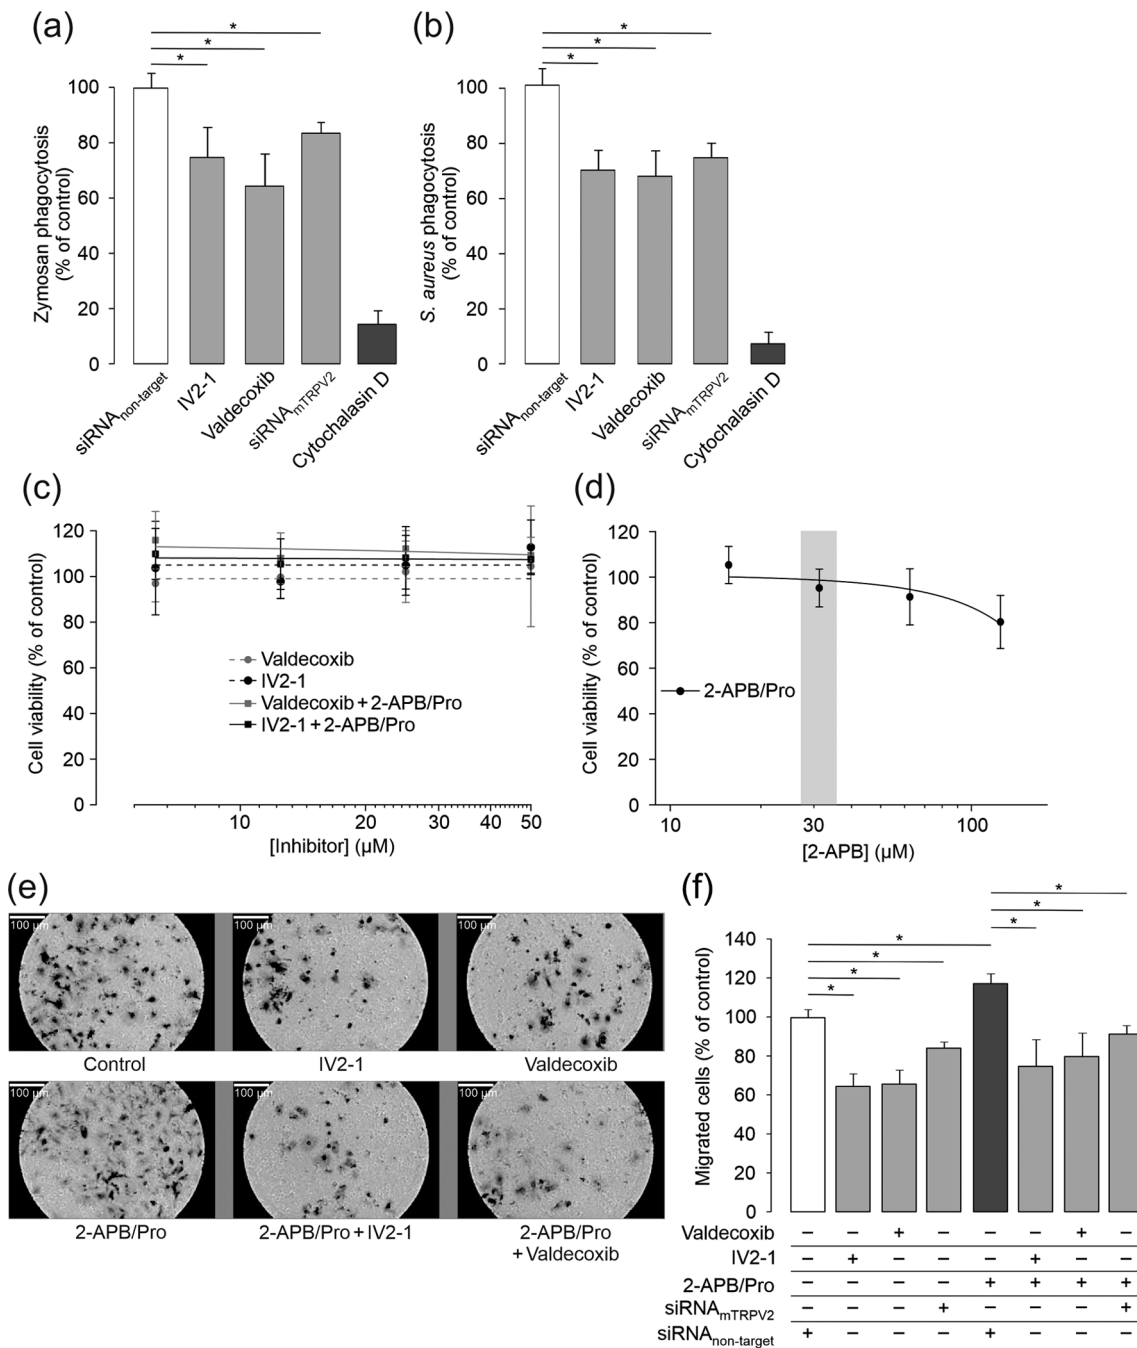 (a)
*
*
*
Zymosan phagocytosis
(% of control)
100
80
60
40
20
0
siRNAnon-target
IV2-1
Valdecoxib
siRNAmTRPV2
Cytochalasin D
(b)
*
*
*
S. aureus phagocytosis
(% of control)
100
80
60
40
20
0
siRNAnon-target
IV2-1
Valdecoxib
siRNAmTRPV2
Cytochalasin D
(c)
Cell viability (% of control)
120
100
80
60
40
20
0
Valdecoxib
IV2-1
Valdecoxib + 2-APB/Pro
IV2-1 + 2-APB/Pro
10 20 30 40 50
[Inhibitor] (µM)
(d)
Cell viability (% of control)
120
100
80
60
40
20
0
2-APB/Pro
10 30 100
[2-APB] (µM)
(e)
100 µm 100 µm 100 µm
Control IV2-1 Valdecoxib
100 µm 100 µm 100 µm
2-APB/Pro 2-APB/Pro + IV2-1 2-APB/Pro
+ Valdecoxib
(f)
*
*
*
*
*
*
*
Migrated cells (% of control)
140
120
100
80
60
40
20
0
Valdecoxib − − + − − − + −
IV2-1 − + − − − + − −
2-APB/Pro − − − − + + + +
siRNAmTRPV2 − − − + − − − +
siRNAnon-target + − − − + − − −